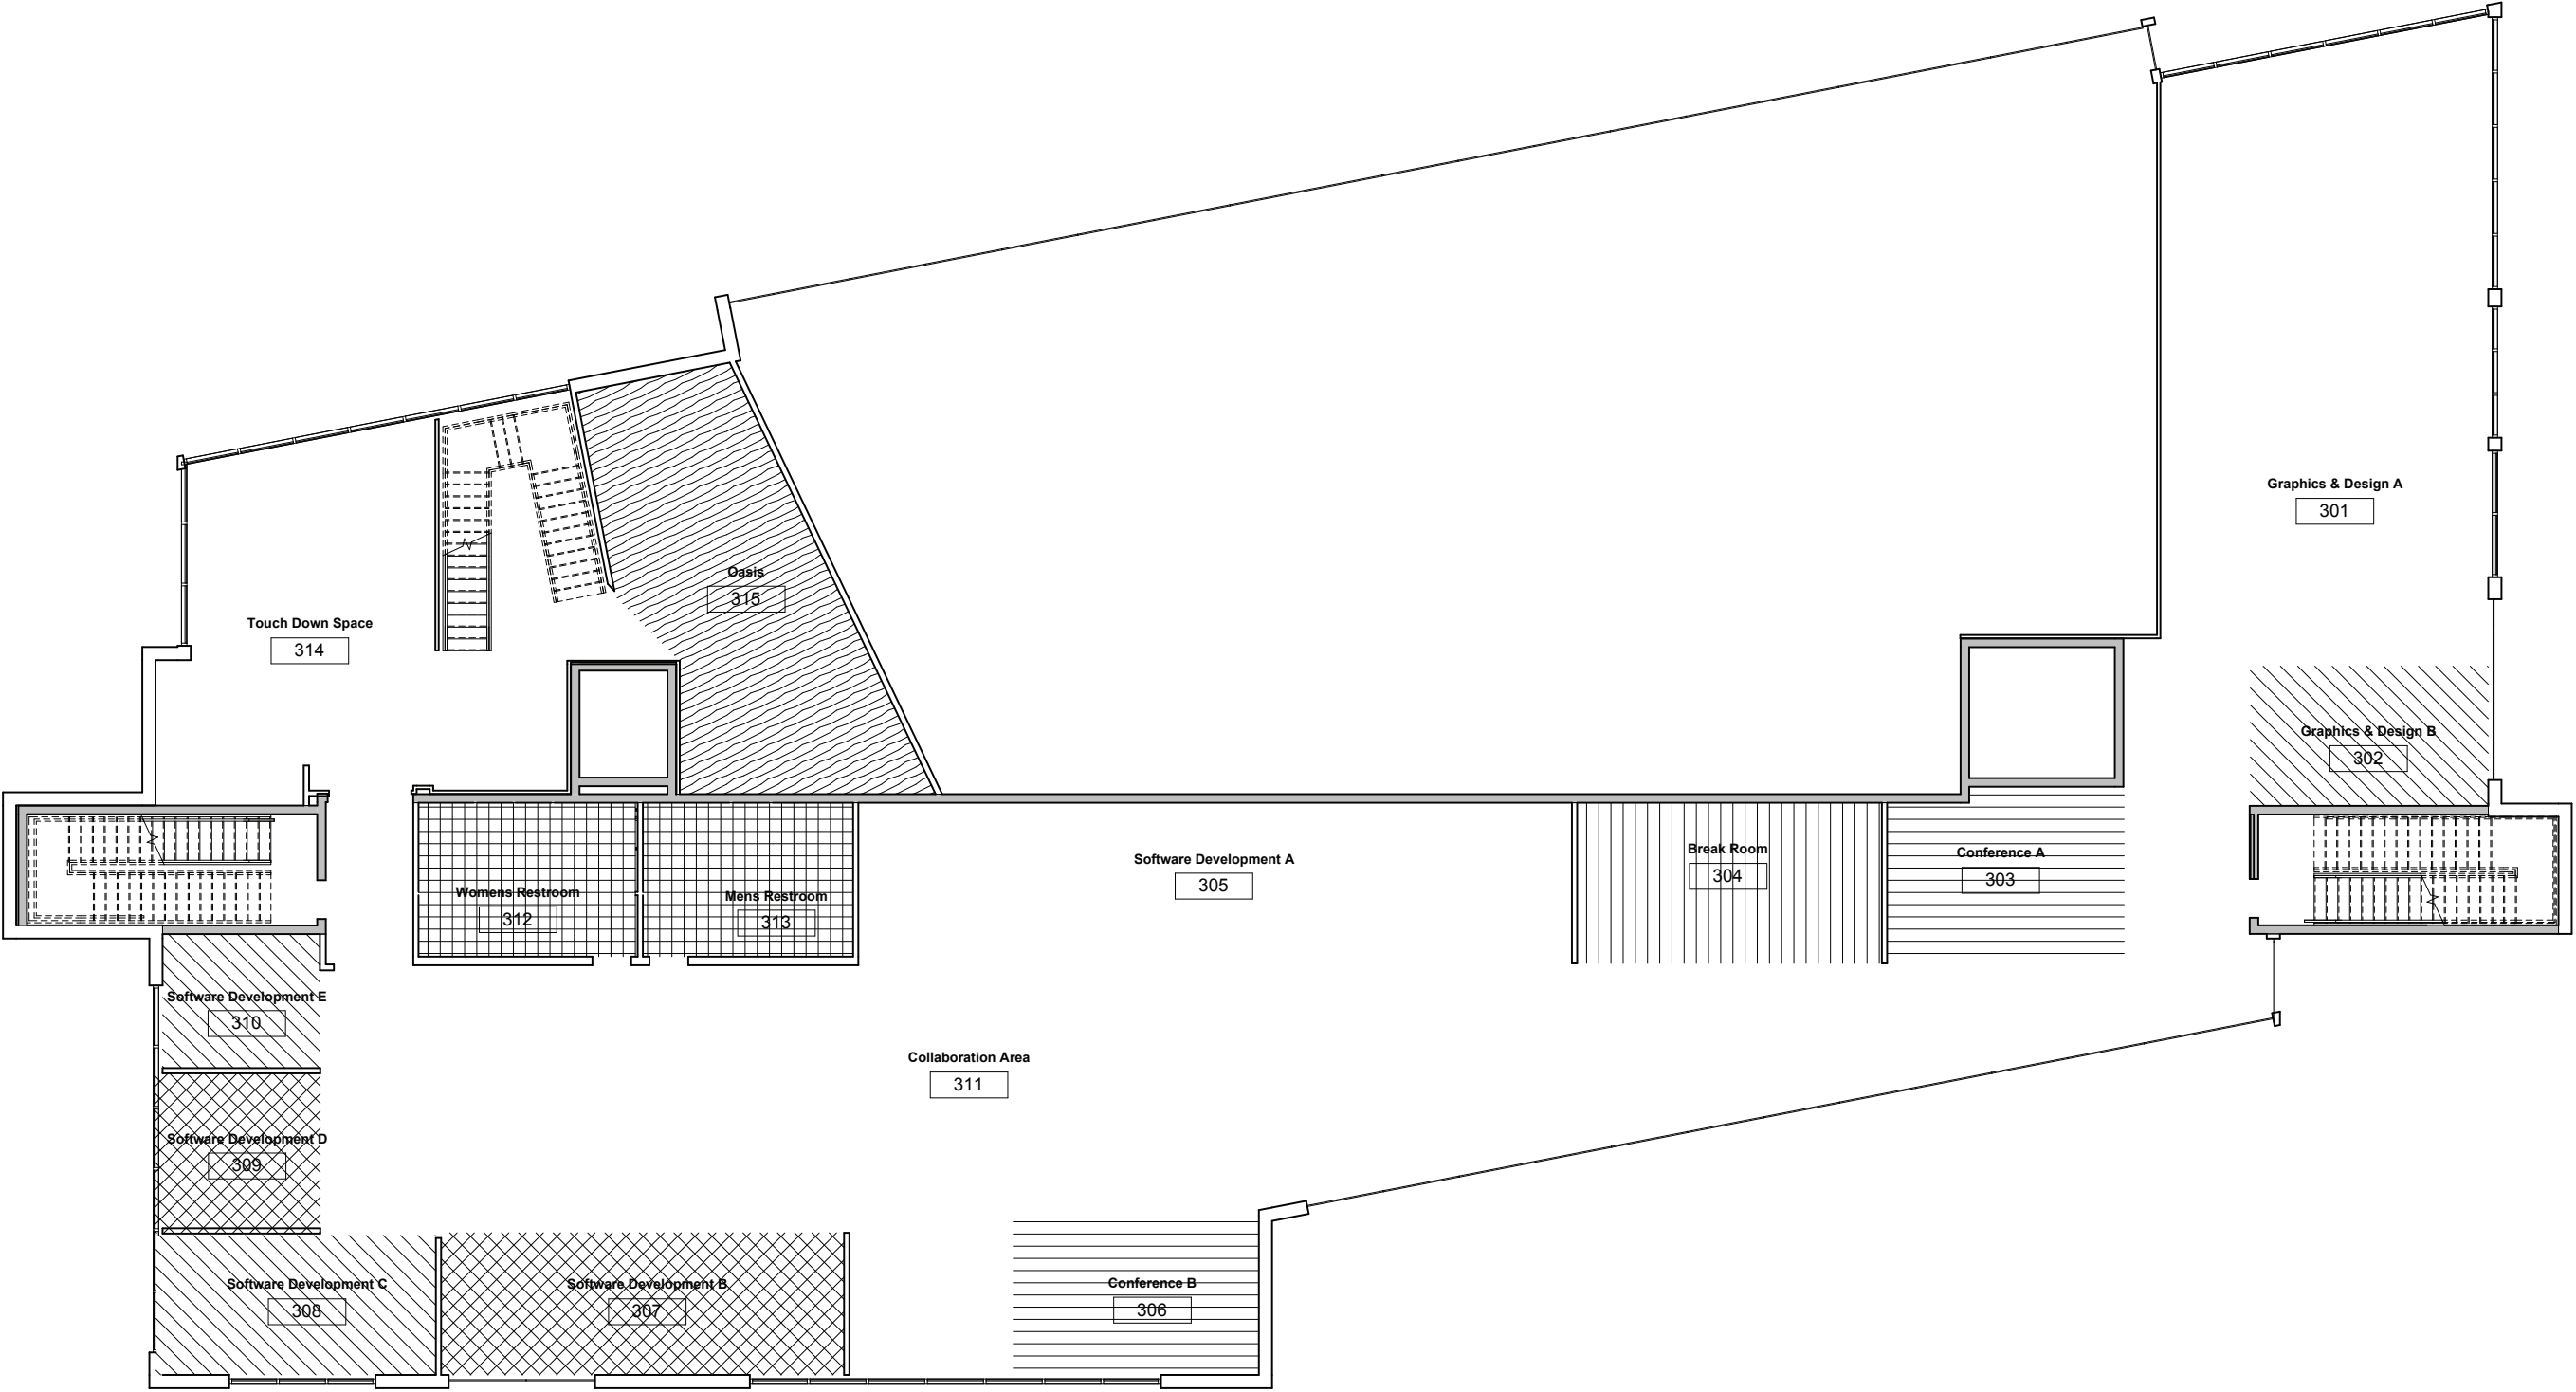 Graphics & Design A
301
Oasis
315
Touch Down Space
314
Graphics & Design B
302
Break Room
304
Conference A
303
Software Development A
305
Womens Restroom
312
Mens Restroom
313
Software Development E
310
Collaboration Area
311
Software Development D
309
Software Development C
308
Software Development B
307
Conference B
306